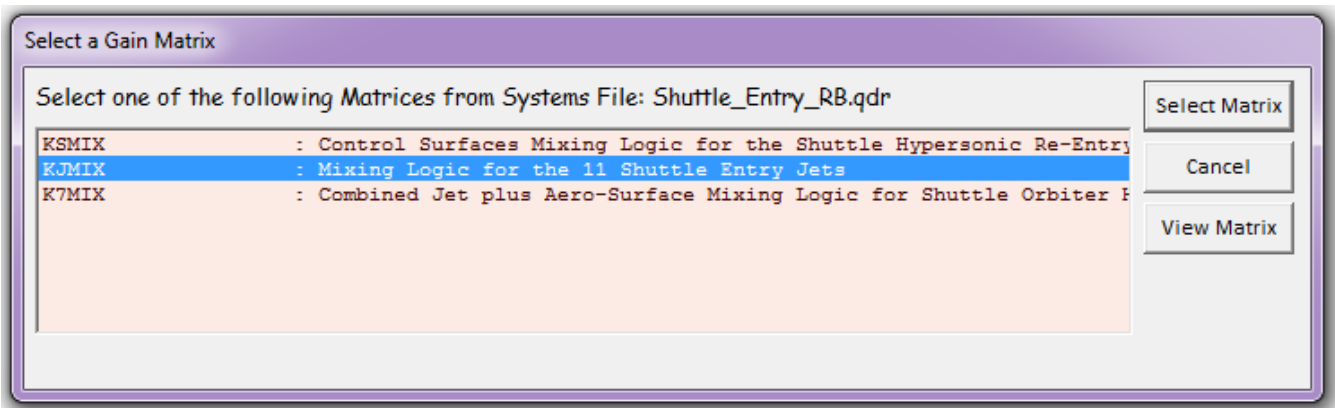 Select a Gain Matrix
Select one of the following Matrices from Systems File: Shuttle_Entry_RB.qdr
KSMIX : Control Surfaces Mixing Logic for the Shuttle Hypersonic Re-Entry
KJMIX : Mixing Logic for the 11 Shuttle Entry Jets
K7MIX : Combined Jet plus Aero-Surface Mixing Logic for Shuttle Orbiter
Select Matrix
Cancel
View Matrix